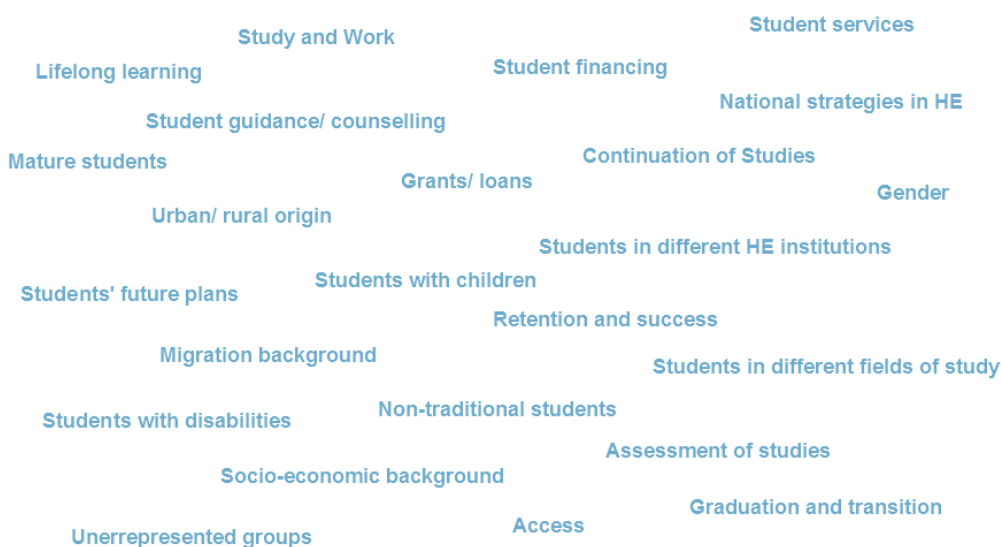 Student services
Study and Work
Student financing
Lifelong learning
National strategies in HE
Student guidance/ counselling
Continuation of Studies
Mature students
Grants/ loans
Gender
Urban/ rural origin
Students in different HE institutions
Students with children
Students' future plans
Retention and success
Migration background
Students in different fields of study
Non-traditional students
Students with disabilities
Assessment of studies
Socio-economic background
Graduation and transition
Access
Unerrepresented groups